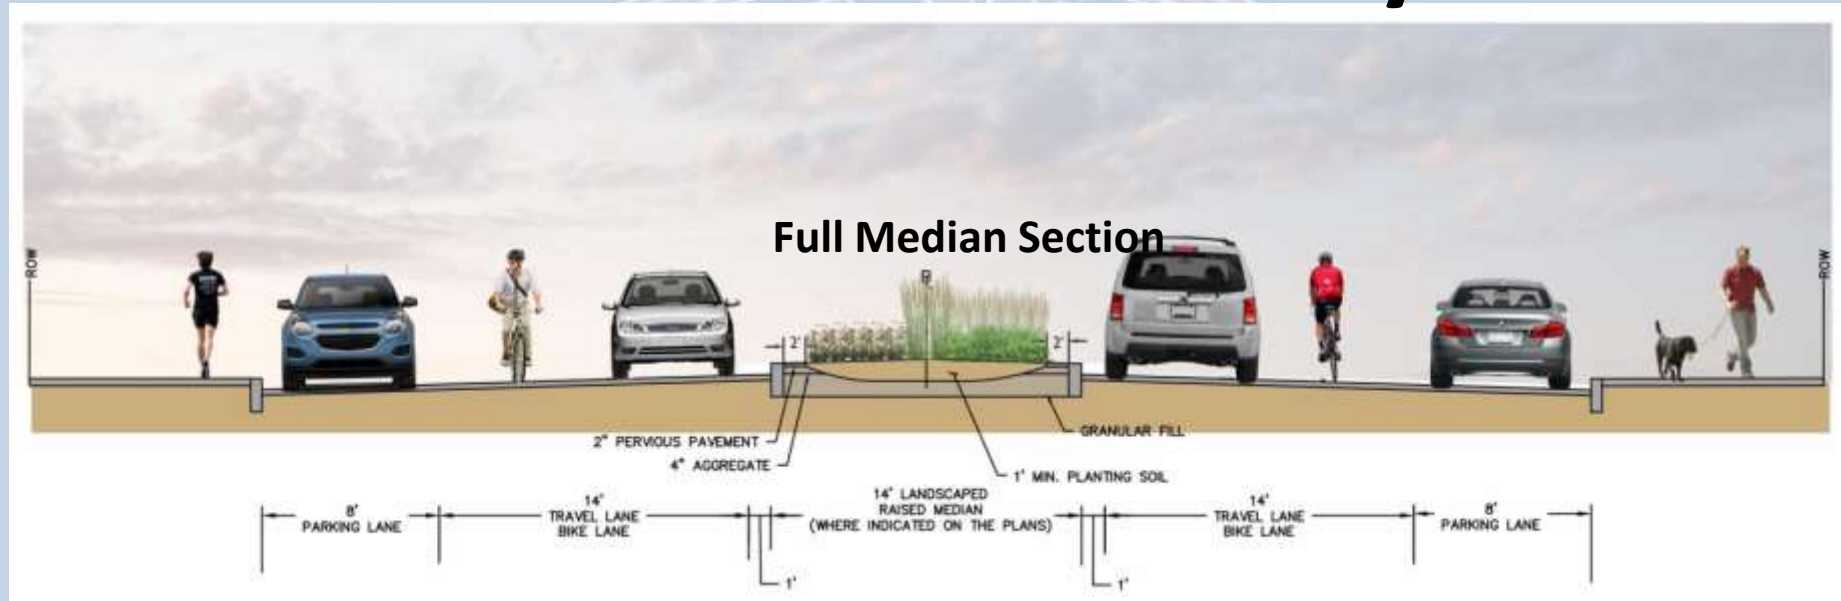 Full Median Section
ROW
ROW
2'
2'
2" PERVIOUS PAVEMENT
4" AGGREGATE
GRANULAR FILL
1' MIN. PLANTING SOIL
8'
PARKING LANE
14'
TRAVEL LANE
BIKE LANE
14' LANDSCAPED
RAISED MEDIAN
(WHERE INDICATED ON THE PLANS)
14'
TRAVEL LANE
BIKE LANE
8'
PARKING LANE
1'
1'